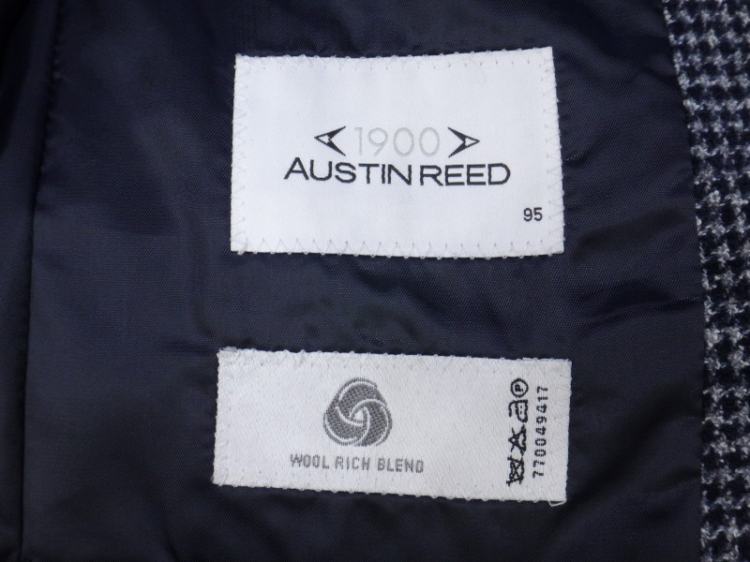 1900
AUSTIN REED
95
WOOL RICH BLEND
P
770049417